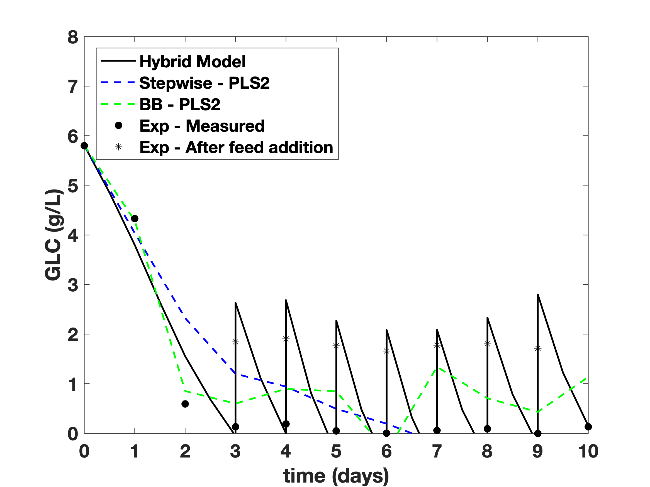 8
7
6
5
4
3
2
1
0
GLC (g/L)
Hybrid Model
Stepwise - PLS2
BB - PLS2
Exp - Measured
Exp - After feed addition
0 1 2 3 4 5 6 7 8 9 10
time (days)